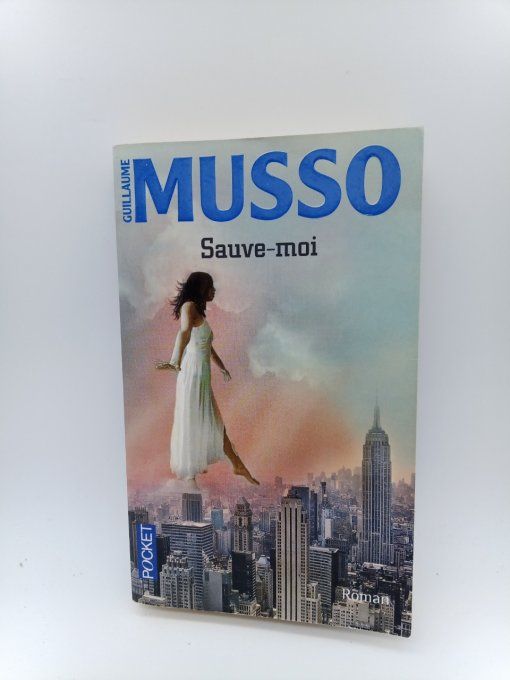 GUILLAUME
MUSSO
Sauve-moi
POCKET
Roman